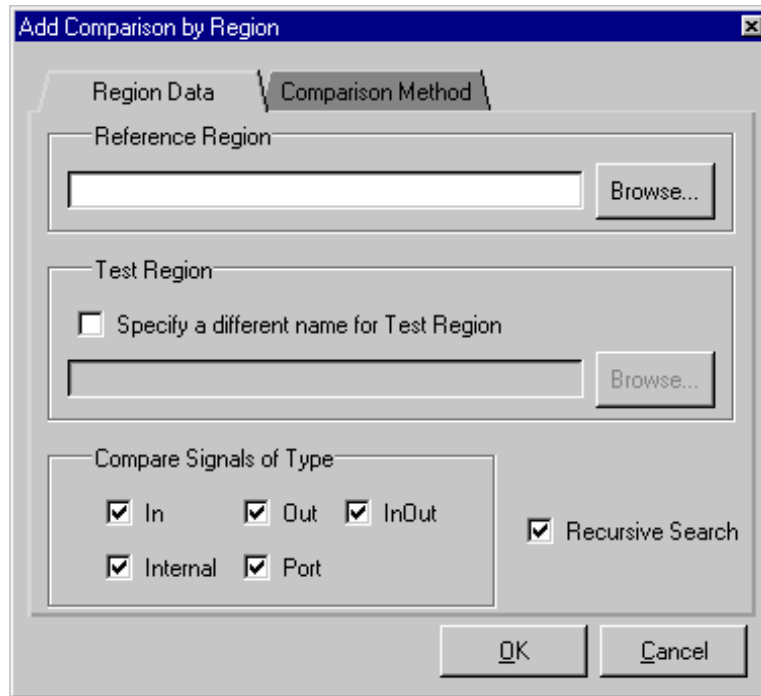 Add Comparison by Region
Region Data Comparison Method
Reference Region
Browse...
Test Region
Specify a different name for Test Region
Browse...
Compare Signals of Type
In Out InOut
Recursive Search
Internal Port
OK Cancel